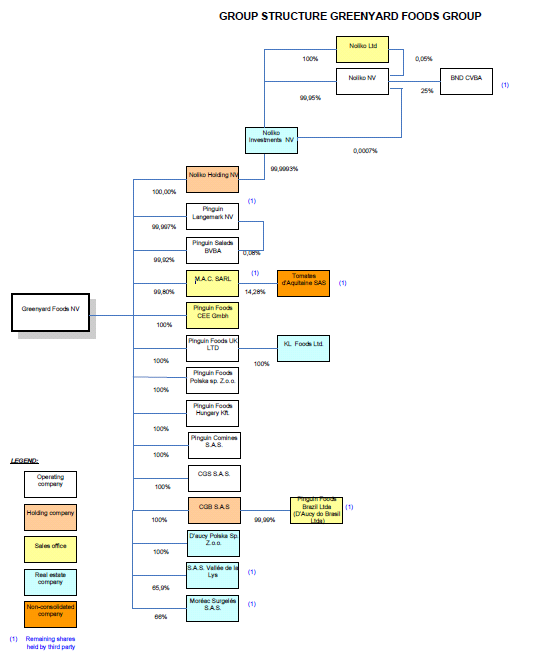 GROUP STRUCTURE GREENYARD FOODS GROUP
Noliko Ltd
100%
0,05%
Noliko NV
BND CVBA
(1)
99,95%
25%
Noliko
Investments NV
0,0007%
99,9993%
Noliko Holding NV
100,00%
(1)
Pinguin
Langemark NV
99,997%
Pinguin Salads
BVBA
99,92%
0,08%
(1)
M.A.C. SARL
Tomates
d'Aquitaine SAS
(1)
99,80%
14,28%
Greenyard Foods NV
Pinguin Foods
CEE Gmbh
100%
Pinguin Foods UK
LTD
KL Foods Ltd.
100%
100%
Pinguin Foods
Polska sp. Z.o.o.
100%
Pinguin Foods
Hungary Kft.
100%
Pinguin Comines
S.A.S.
100%
LEGEND:
CGS S.A.S.
Operating
company
100%
Holding company
CGB S.A.S
Pinguin Foods
Brazil Ltda
(D'Aucy do Brasil
Ltda)
(1)
100%
99,99%
Sales office
D'aucy Polska Sp.
Z.o.o.
100%
Real estate
company
S.A.S. Vallée de la
Lys
(1)
65,9%
Non-consolidated
company
Moréac Surgelés
S.A.S.
(1)
66%
(1) Remaining shares
held by third party